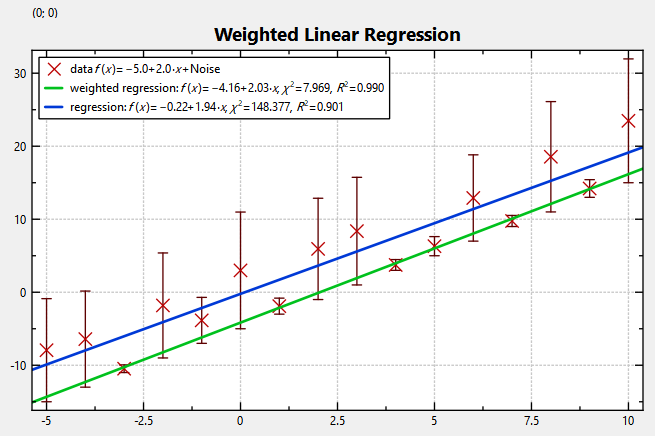 (0; 0)
Weighted Linear Regression
data f (x)= −5.0+2.0·x+Noise
weighted regression: f (x)= −4.16+2.03·x, χ²=7.969, R²=0.990
regression: f (x)= −0.22+1.94·x, χ²=148.377, R²=0.901
30
20
10
0
-10
-5 -2.5 0 2.5 5 7.5 10